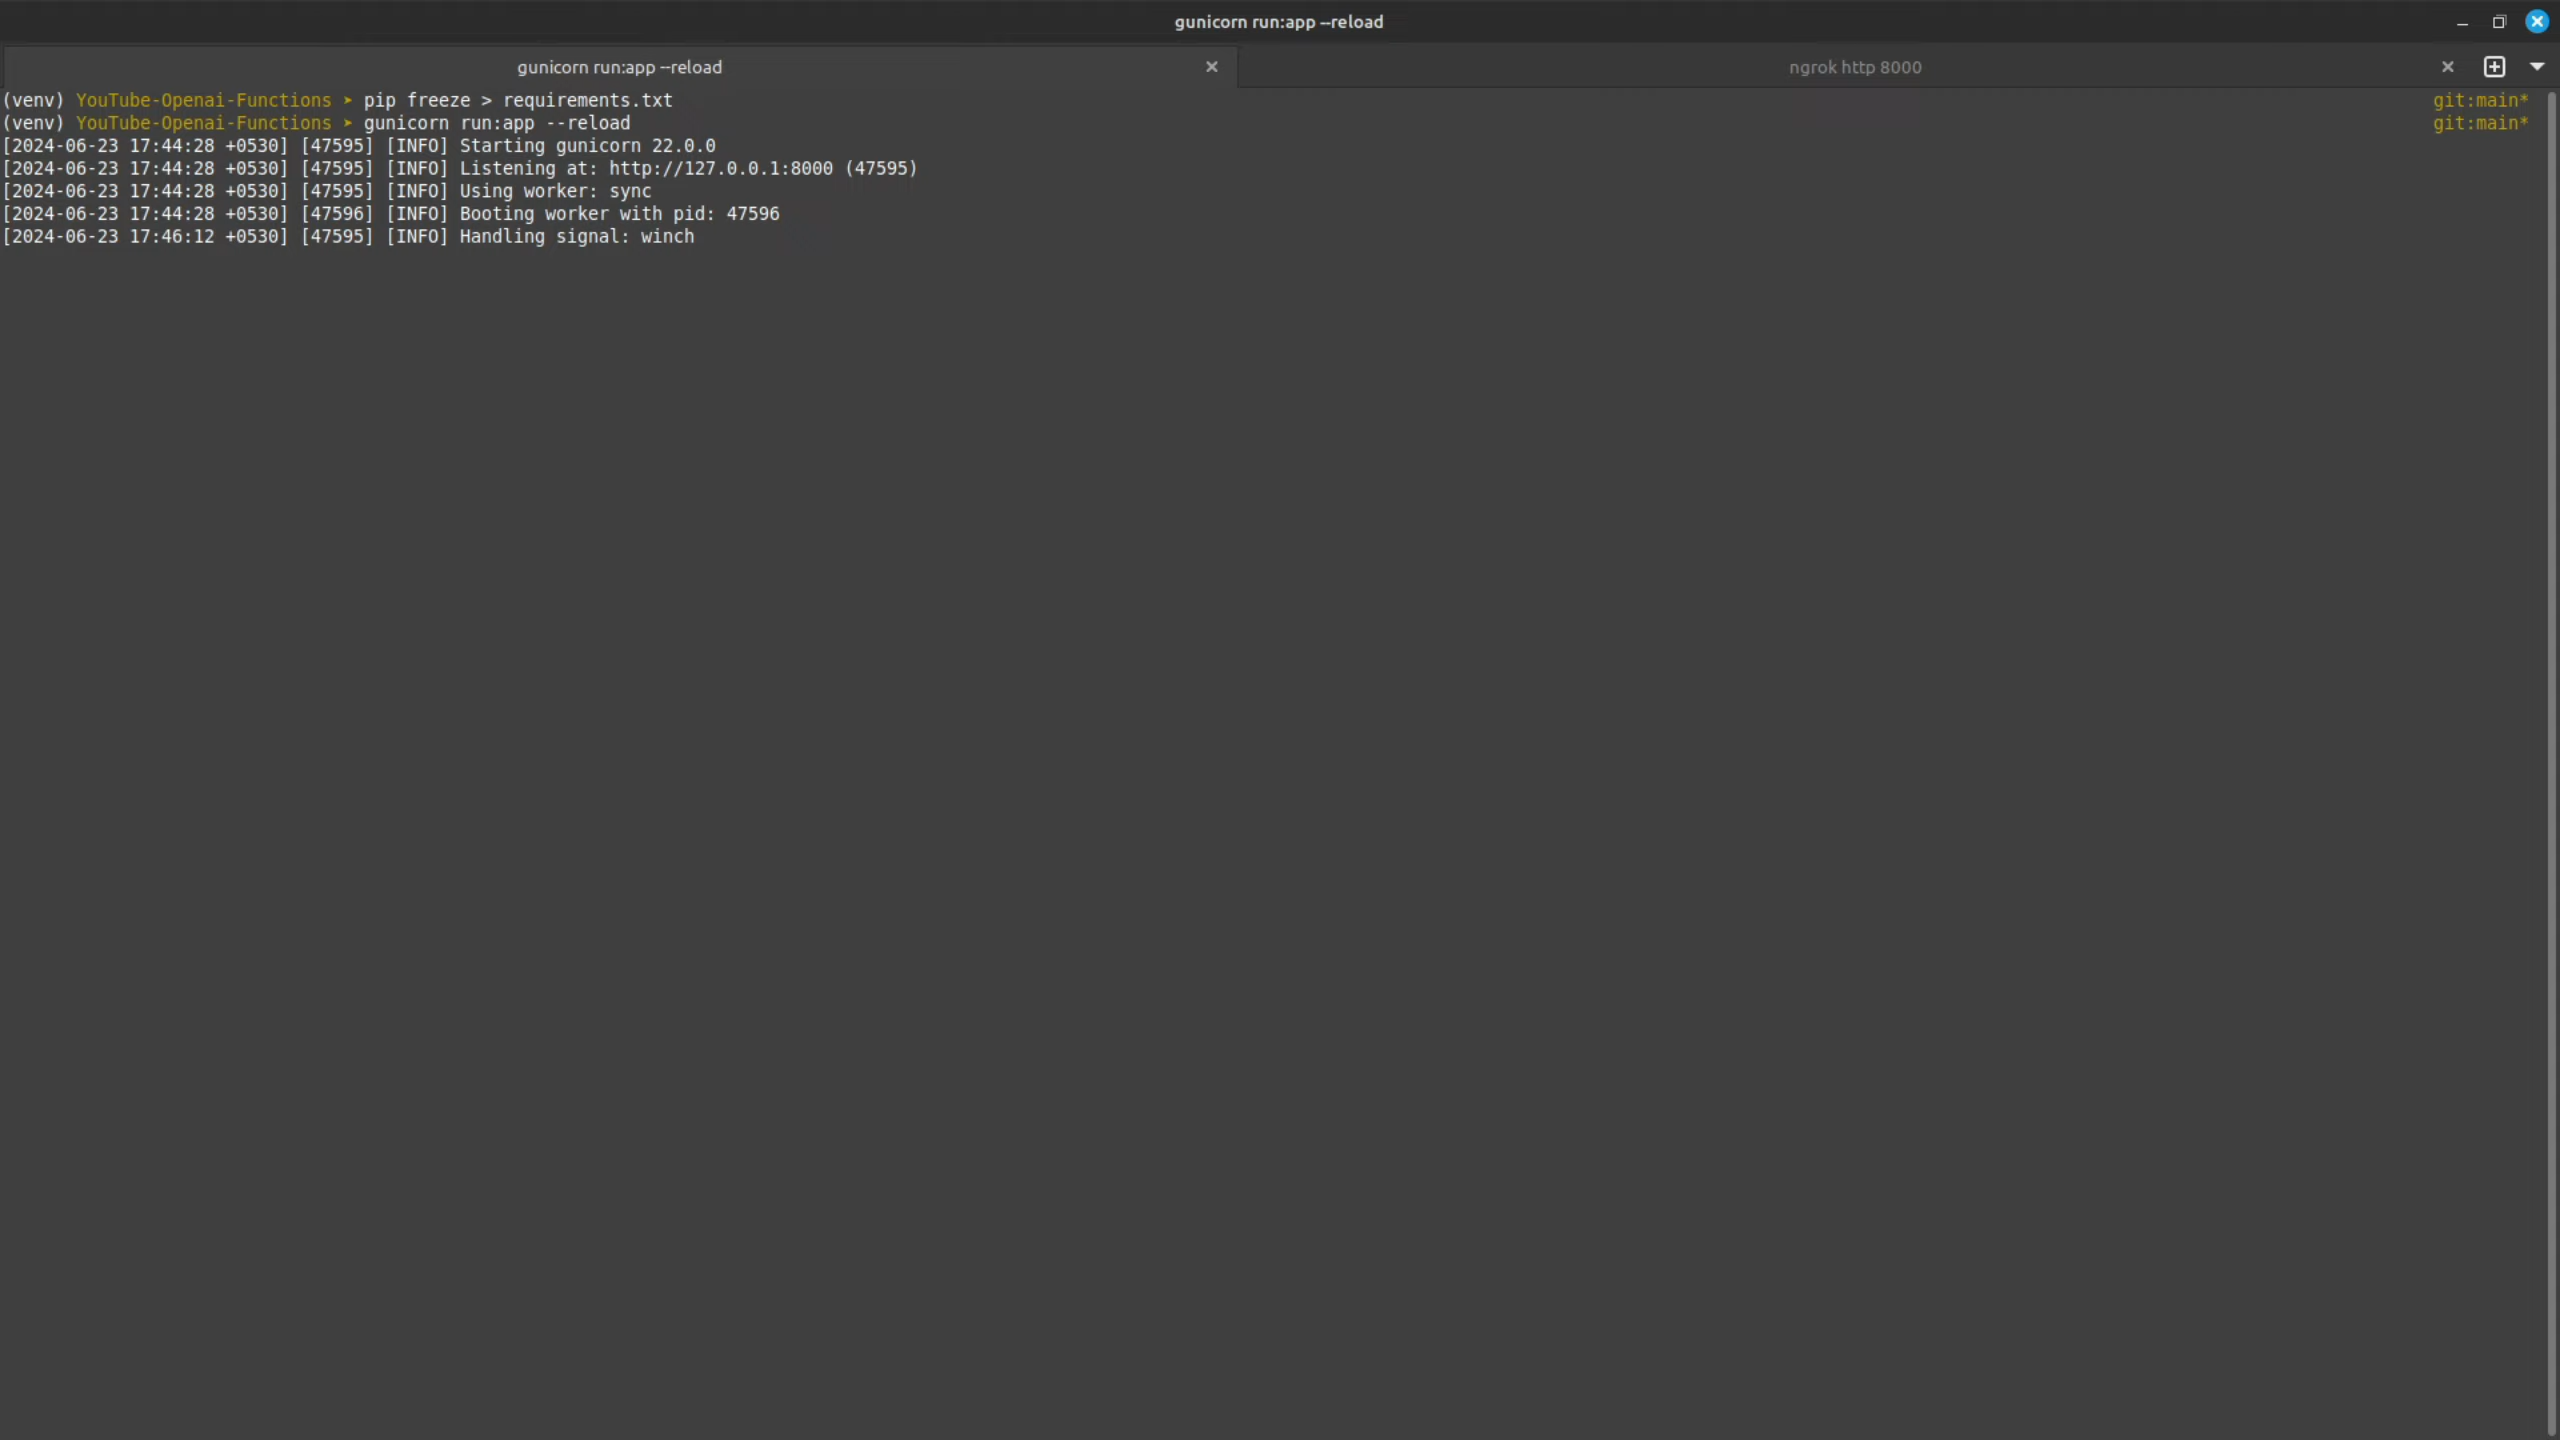 gunicorn run:app --reload
gunicorn run:app --reload
ngrok http 8000
(venv) YouTube-Openai-Functions ➤ pip freeze > requirements.txt git:main*
(venv) YouTube-Openai-Functions ➤ gunicorn run:app --reload git:main*
[2024-06-23 17:44:28 +0530] [47595] [INFO] Starting gunicorn 22.0.0
[2024-06-23 17:44:28 +0530] [47595] [INFO] Listening at: http://127.0.0.1:8000 (47595)
[2024-06-23 17:44:28 +0530] [47595] [INFO] Using worker: sync
[2024-06-23 17:44:28 +0530] [47596] [INFO] Booting worker with pid: 47596
[2024-06-23 17:46:12 +0530] [47595] [INFO] Handling signal: winch